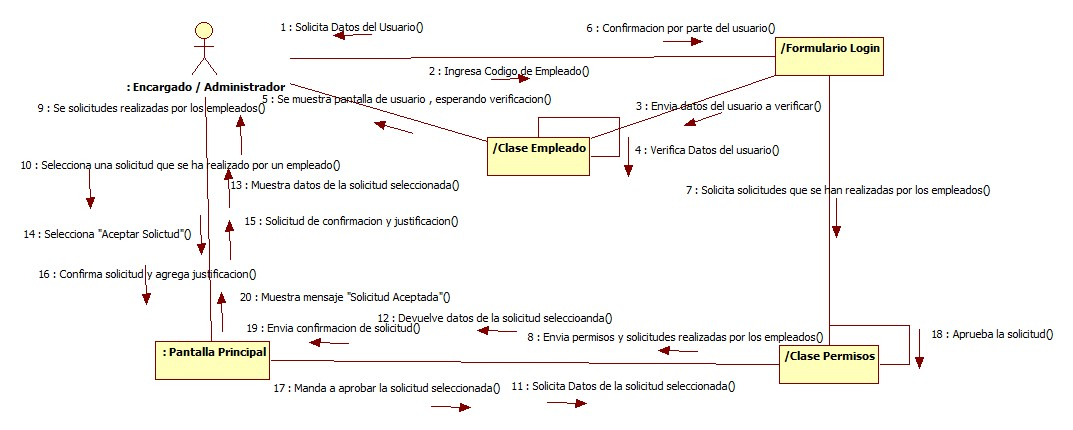 1 : Solicita Datos del Usuario()
6 : Confirmacion por parte del usuario()
/Formulario Login
2 : Ingresa Codigo de Empleado()
: Encargado / Administrador
5 : Se muestra pantalla de usuario , esperando verificacion()
9 : Se solicitudes realizadas por los empleados()
3 : Envia datos del usuario a verificar()
/Clase Empleado
4 : Verifica Datos del usuario()
10 : Selecciona una solicitud que se ha realizado por un empleado()
13 : Muestra datos de la solicitud seleccionada()
7 : Solicita solicitudes que se han realizadas por los empleados()
15 : Solicitud de confirmacion y justificacion()
14 : Selecciona "Aceptar Solictud"()
16 : Confirma solicitud y agrega justificacion()
20 : Muestra mensaje "Solicitud Aceptada"()
12 : Devuelve datos de la solicitud seleccioanda()
19 : Envia confirmacion de solicitud()
8 : Envia permisos y solicitudes realizadas por los empleados()
18 : Aprueba la solicitud()
: Pantalla Principal
/Clase Permisos
17 : Manda a aprobar la solicitud seleccionada()
11 : Solicita Datos de la solicitud seleccionada()